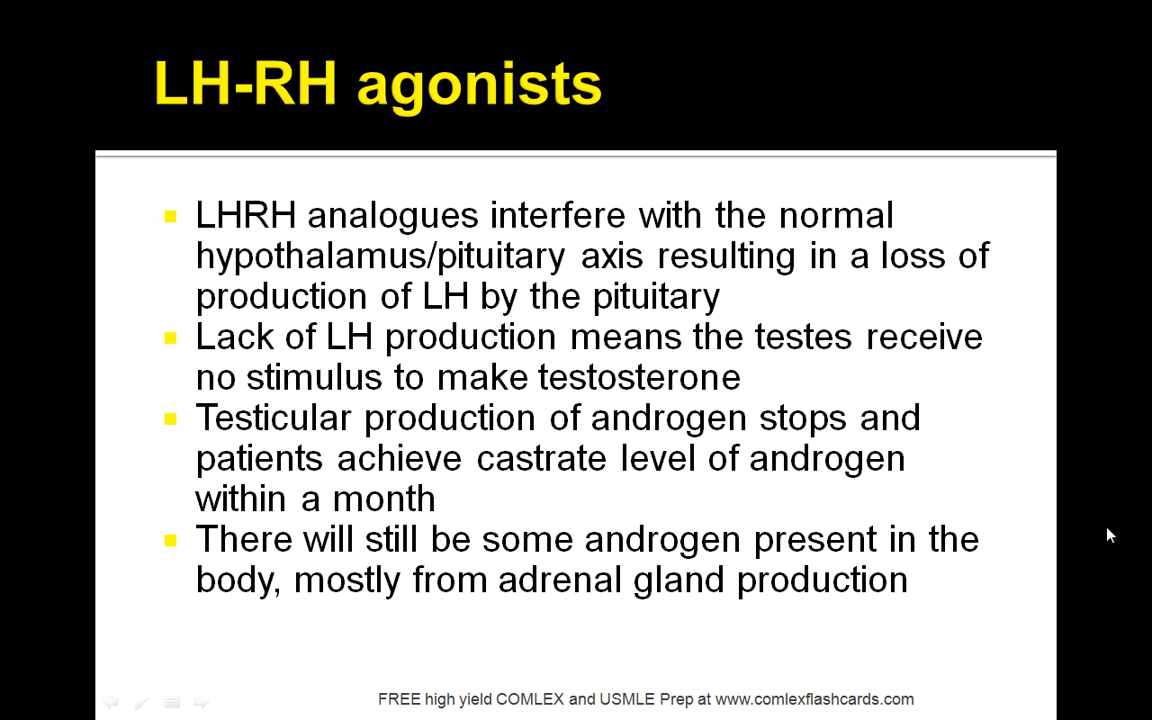 LH-RH agonists
LHRH analogues interfere with the normal
hypothalamus/pituitary axis resulting in a loss of
production of LH by the pituitary
Lack of LH production means the testes receive
no stimulus to make testosterone
Testicular production of androgen stops and
patients achieve castrate level of androgen
within a month
There will still be some androgen present in the
body, mostly from adrenal gland production
FREE high yield COMLEX and USMLE Prep at www.comlexflashcards.com